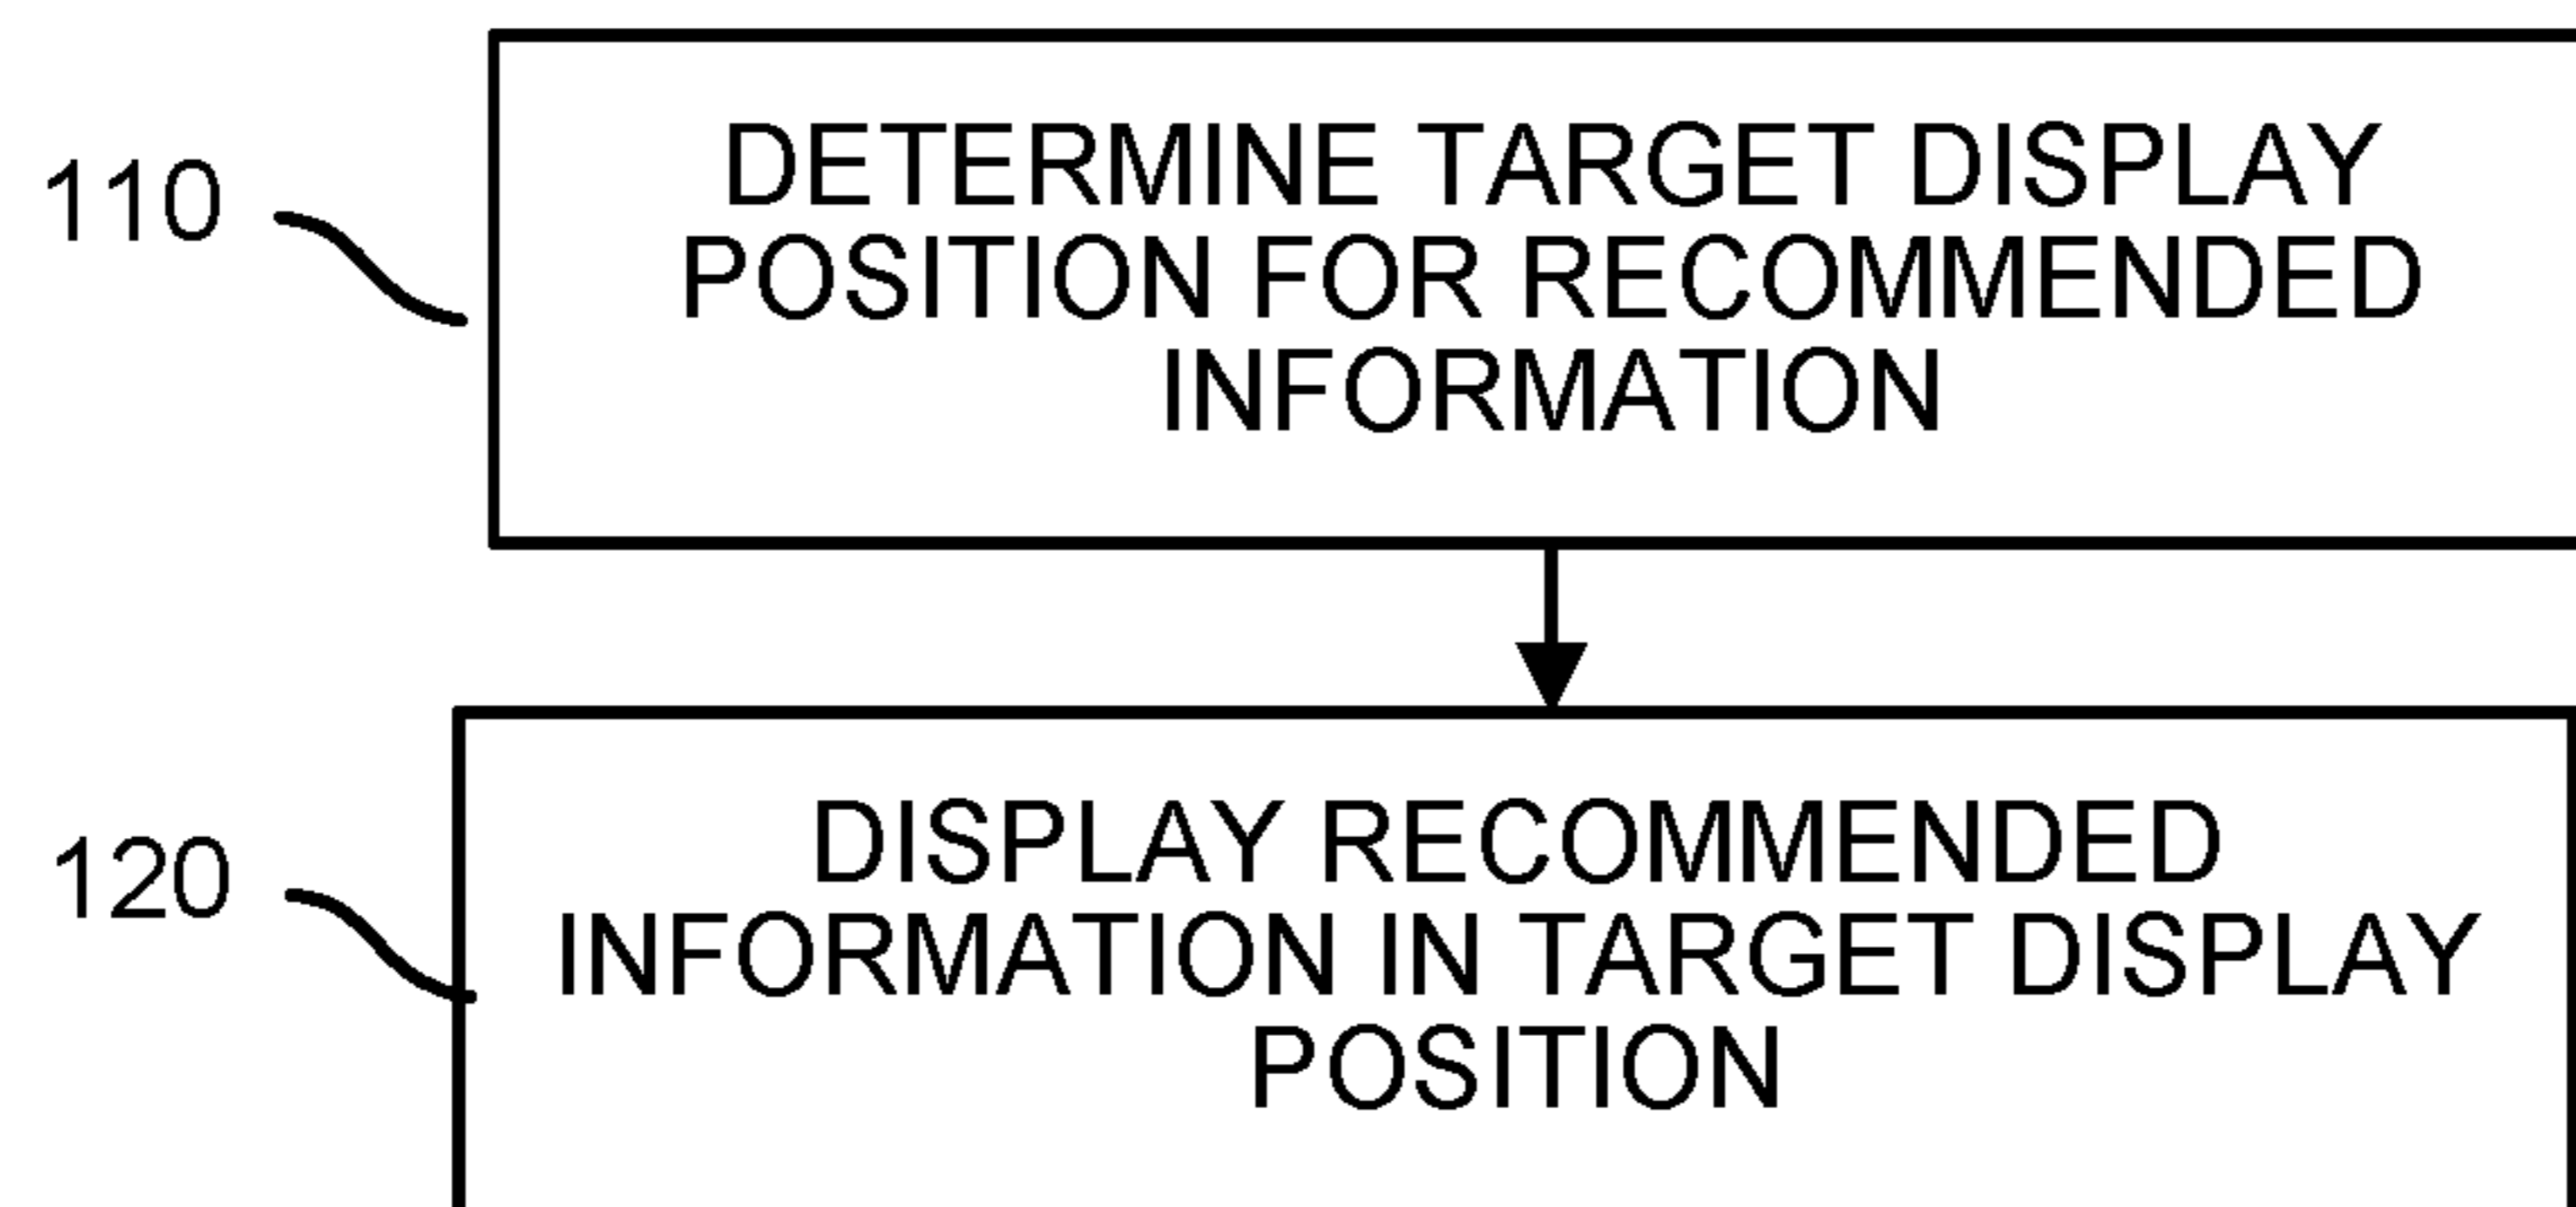 110
DETERMINE TARGET DISPLAY
POSITION FOR RECOMMENDED
INFORMATION
120
DISPLAY RECOMMENDED
INFORMATION IN TARGET DISPLAY
POSITION